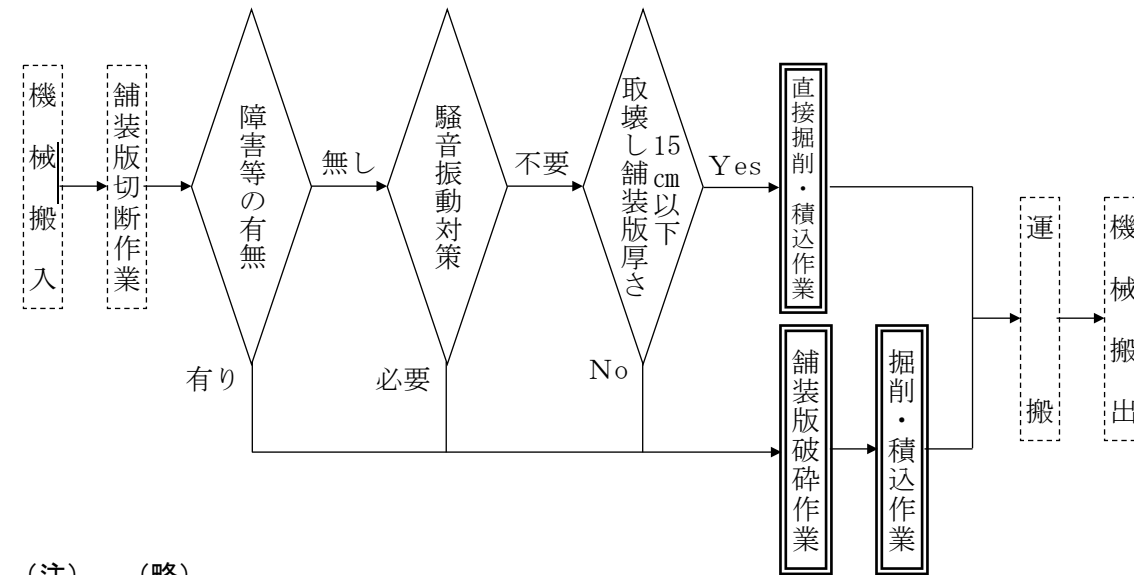 機械搬入
舗装版切断作業
障害等の有無
無し
有り
騒音振動対策
不要
必要
取壊し舗装版厚さ
15㎝以下
Ｙes
Ｎo
直接掘削・積込作業
舗装版破砕作業
掘削・積込作業
運搬
機械搬出
（注）　（略）